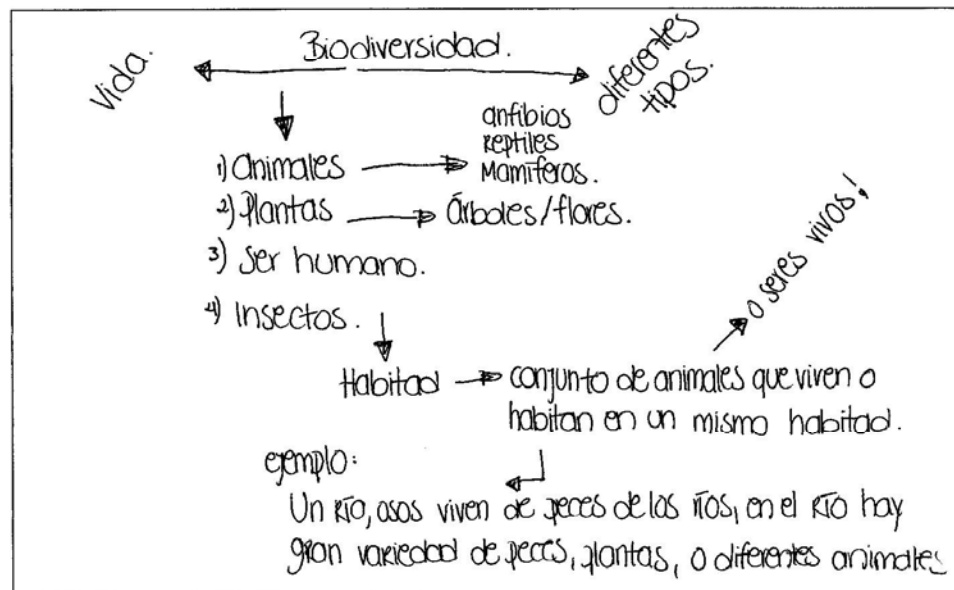 Biodiversidad.
Vida.
diferentes
tipos.
1) animales
anfibios
reptiles
Mamíferos.
2) Plantas
Árboles/flores.
3) Ser humano.
4) Insectos.
o seres vivos!
Habitad
conjunto de animales que viven o
habitan en un mismo habitad.
ejemplo:
Un río, osos viven de peces de los ríos, en el río hay
gran variedad de peces, plantas, o diferentes animales